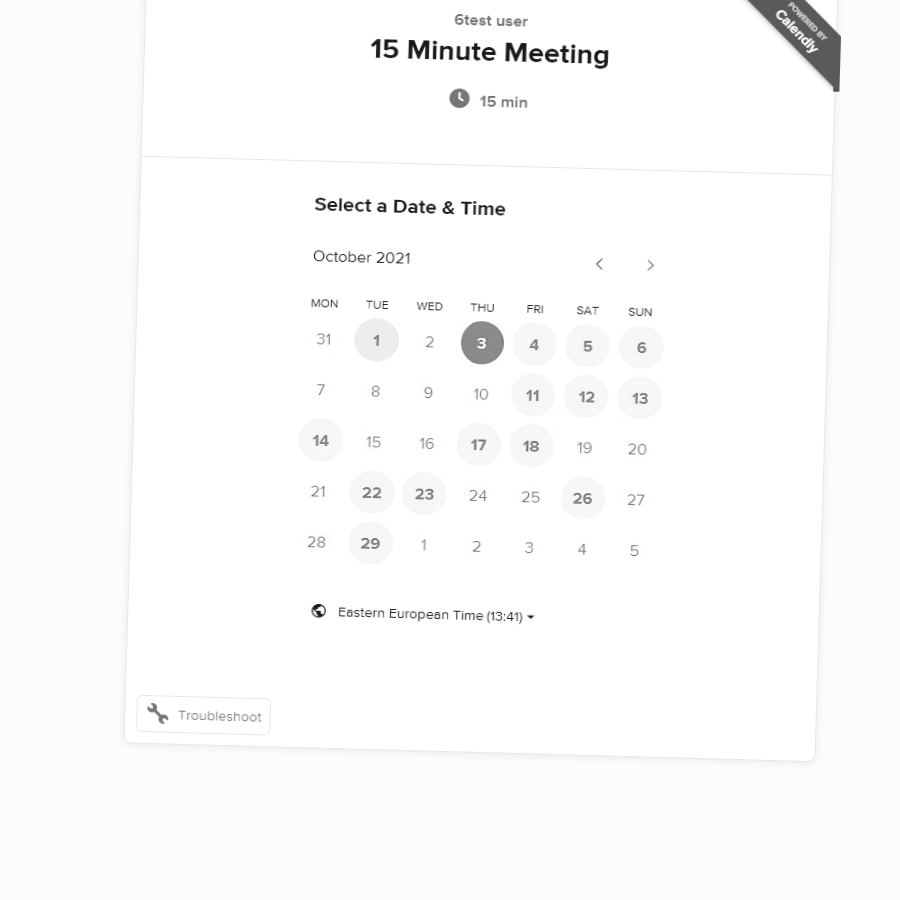 6test user
POWERED BY
Calendly
15 Minute Meeting
15 min
Select a Date & Time
October 2021
MON TUE WED THU FRI SAT SUN
31 1 2 3 4 5 6
7 8 9 10 11 12 13
14 15 16 17 18 19 20
21 22 23 24 25 26 27
28 29 1 2 3 4 5
Eastern European Time (13:41)
Troubleshoot